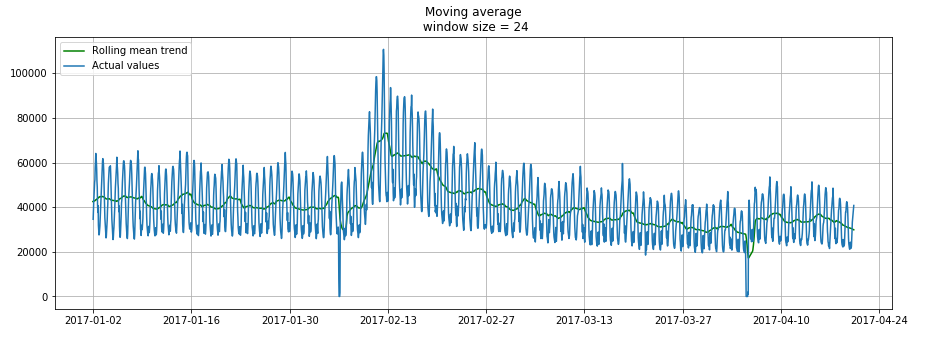 Moving average
window size = 24
Rolling mean trend
Actual values
100000
80000
60000
40000
20000
0
2017-01-02 2017-01-16 2017-01-30 2017-02-13 2017-02-27 2017-03-13 2017-03-27 2017-04-10 2017-04-24